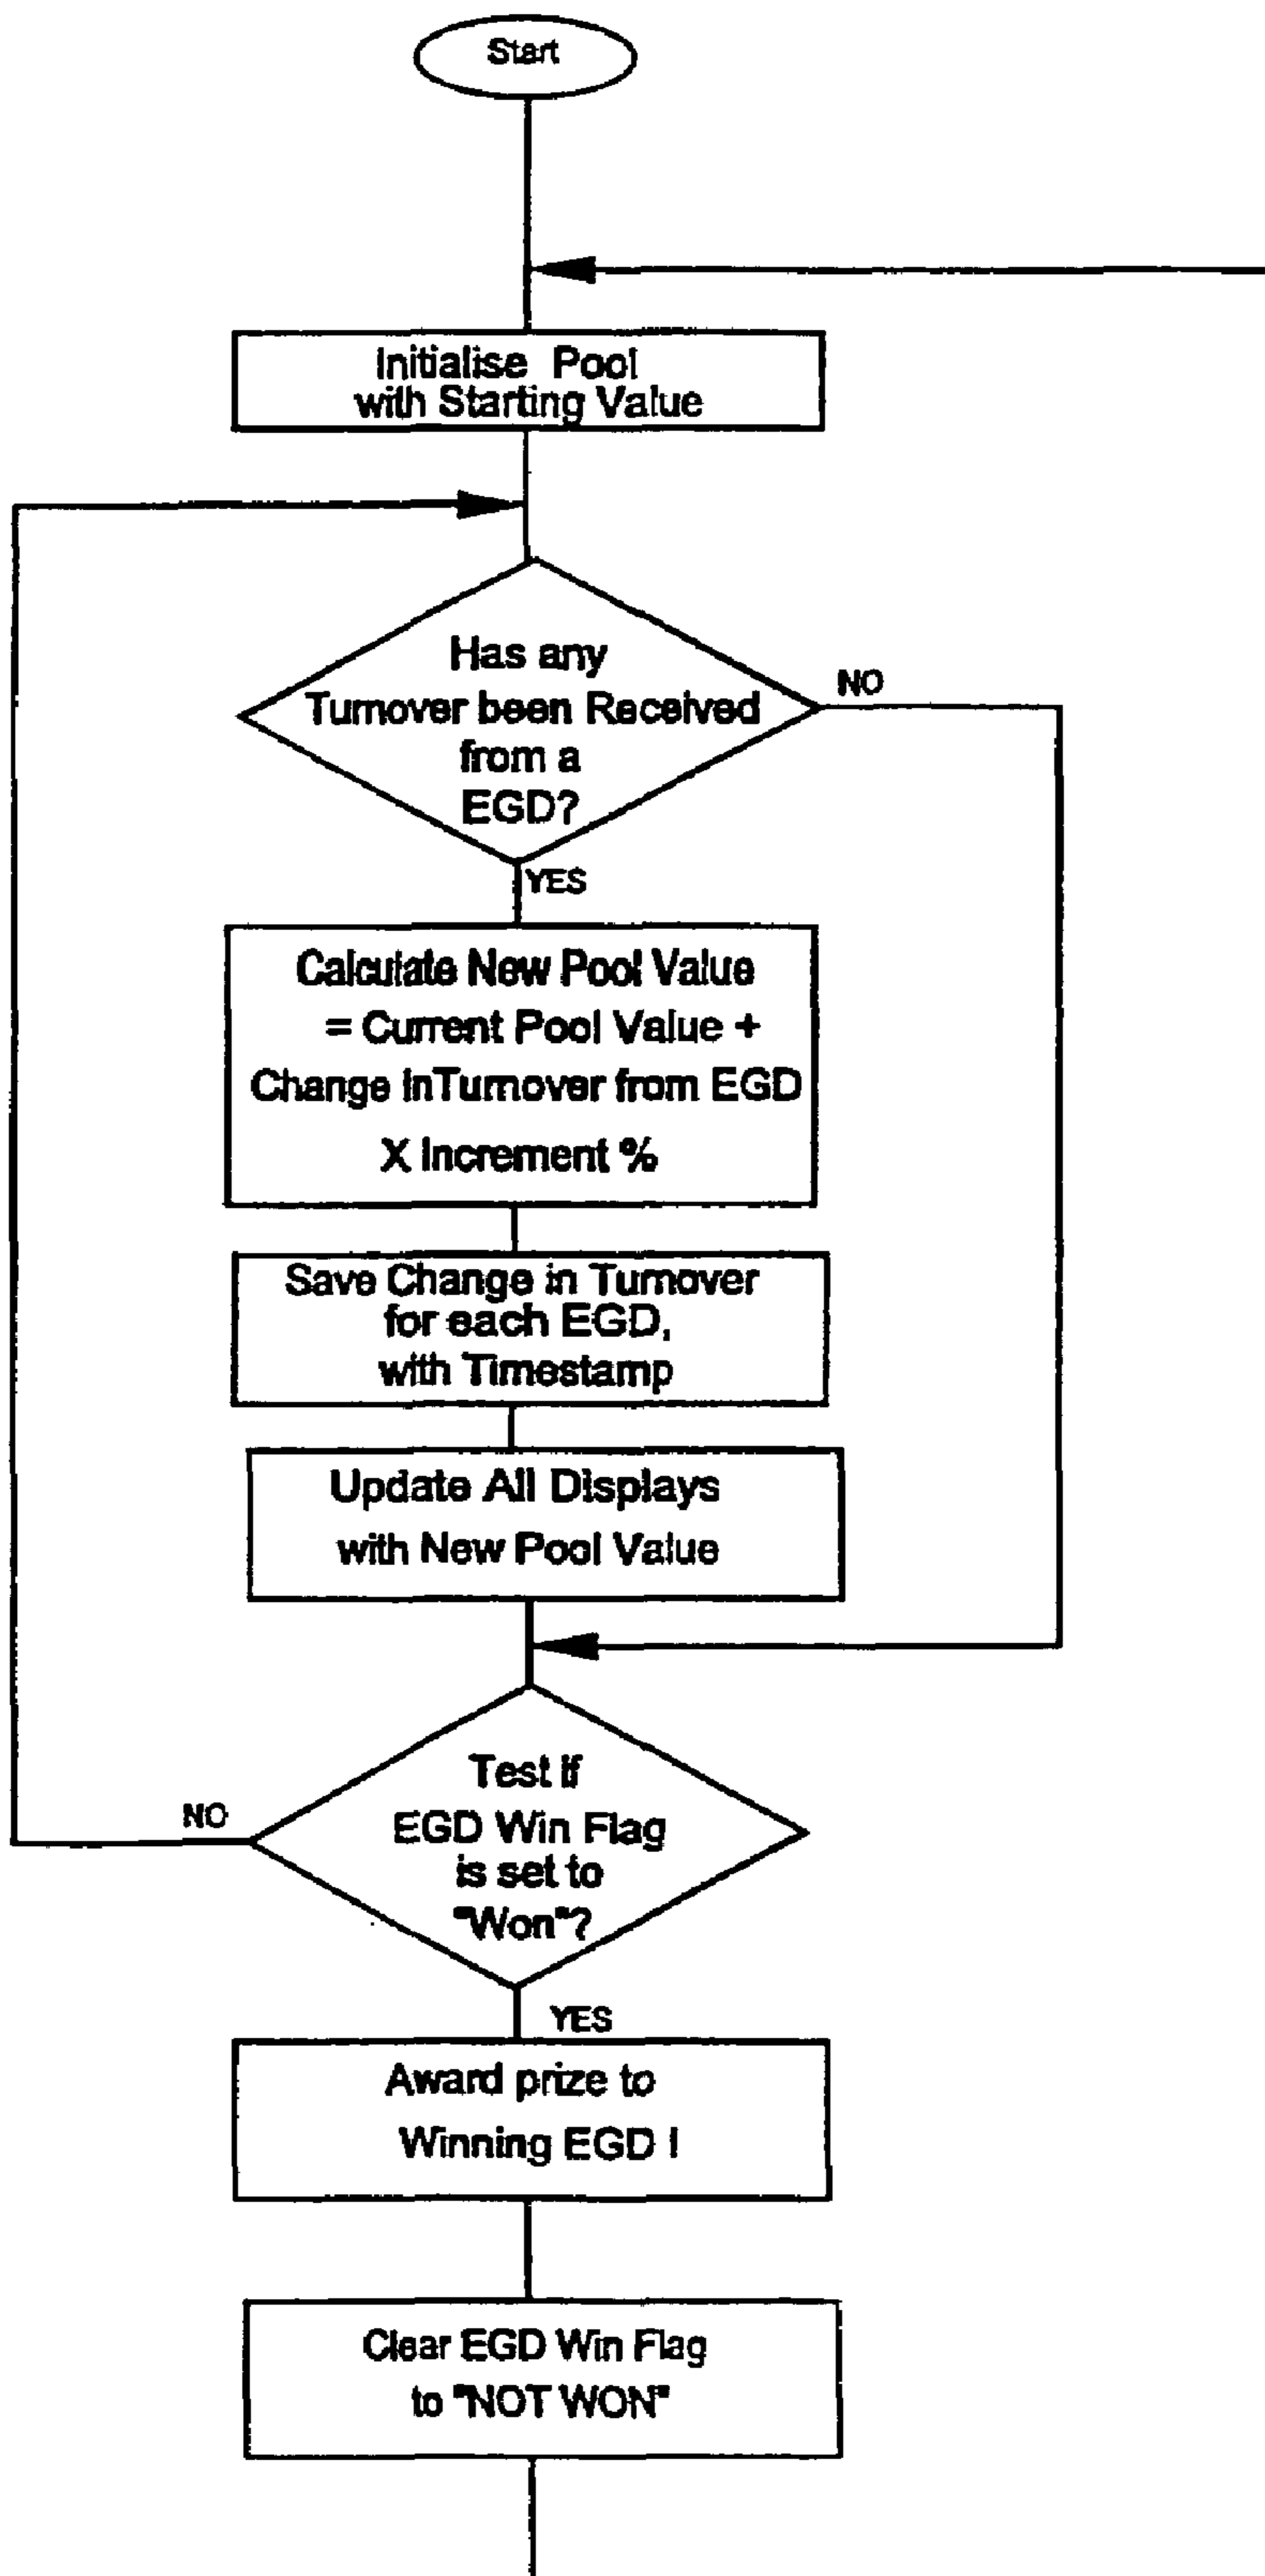 Start
Initialise Pool
with Starting Value
Has any
Turnover been Received
from a
EGD?
NO
YES
Calculate New Pool Value
= Current Pool Value +
Change inTurnover from EGD
X Increment %
Save Change in Turnover
for each EGD,
with Timestamp
Update All Displays
with New Pool Value
Test if
EGD Win Flag
is set to
"Won"?
NO
YES
Award prize to
Winning EGD !
Clear EGD Win Flag
to "NOT WON"